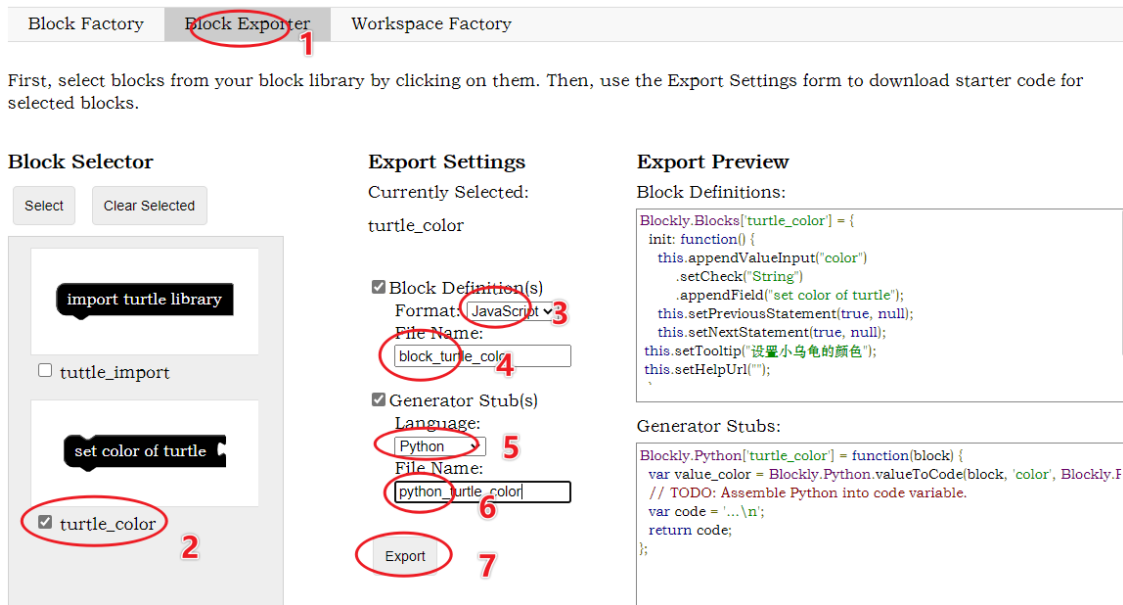 Block Factory Block Exporter Workspace Factory
1
First, select blocks from your block library by clicking on them. Then, use the Export Settings form to download starter code for
selected blocks.
Block Selector
Select Clear Selected
import turtle library
tuttle_import
set color of turtle
turtle_color
2
Export Settings
Currently Selected:
turtle_color
Block Definition(s)
Format: JavaScript
3
File Name:
block_turtle_color
4
Generator Stub(s)
Language:
Python
5
File Name:
python_turtle_color
6
Export
7
Export Preview
Block Definitions:
Blockly.Blocks['turtle_color'] = {
init: function() {
this.appendValueInput("color")
.setCheck("String")
.appendField("set color of turtle");
this.setPreviousStatement(true, null);
this.setNextStatement(true, null);
this.setTooltip("设置小乌龟的颜色");
this.setHelpUrl("");
Generator Stubs:
Blockly.Python['turtle_color'] = function(block) {
var value_color = Blockly.Python.valueToCode(block, 'color', Blockly.P
// TODO: Assemble Python into code variable.
var code = '...\n';
return code;
};